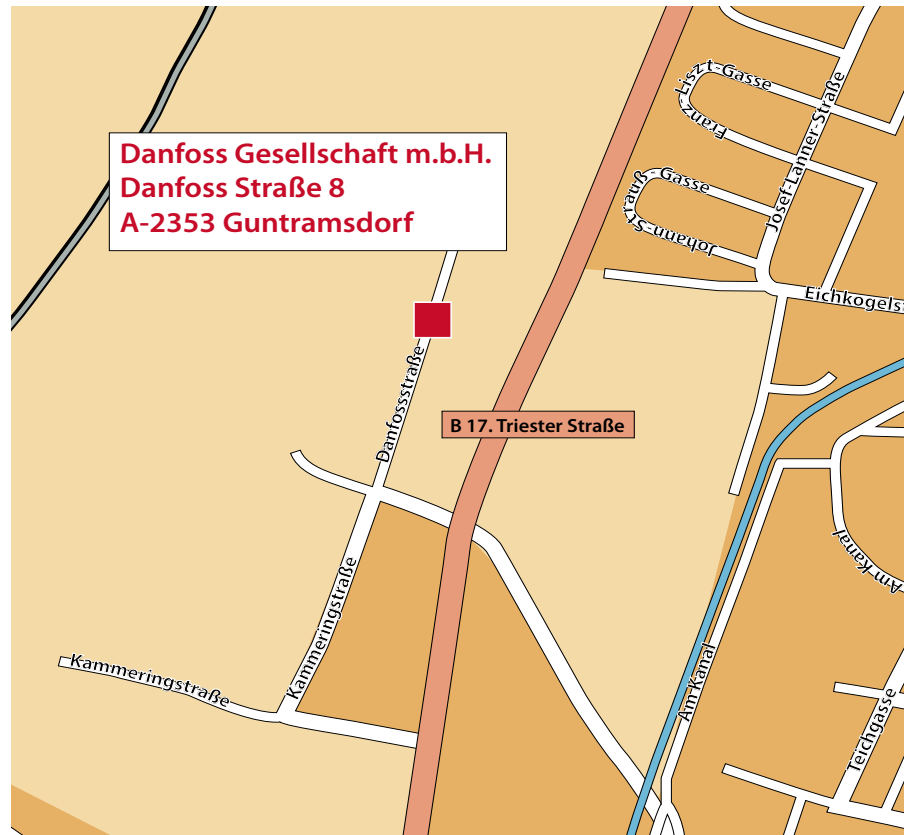 Franz-Liszt-Gasse
Josef-Lanner-Straße
Danfoss Gesellschaft m.b.H.
Danfoss Straße 8
A-2353 Guntramsdorf
Johann-Strauß-Gasse
Eichkogelst
Danfossstraße
B 17. Triester Straße
Am Kanal
Kammeringstraße
Kammeringstraße
Am Kanal
Teichgasse